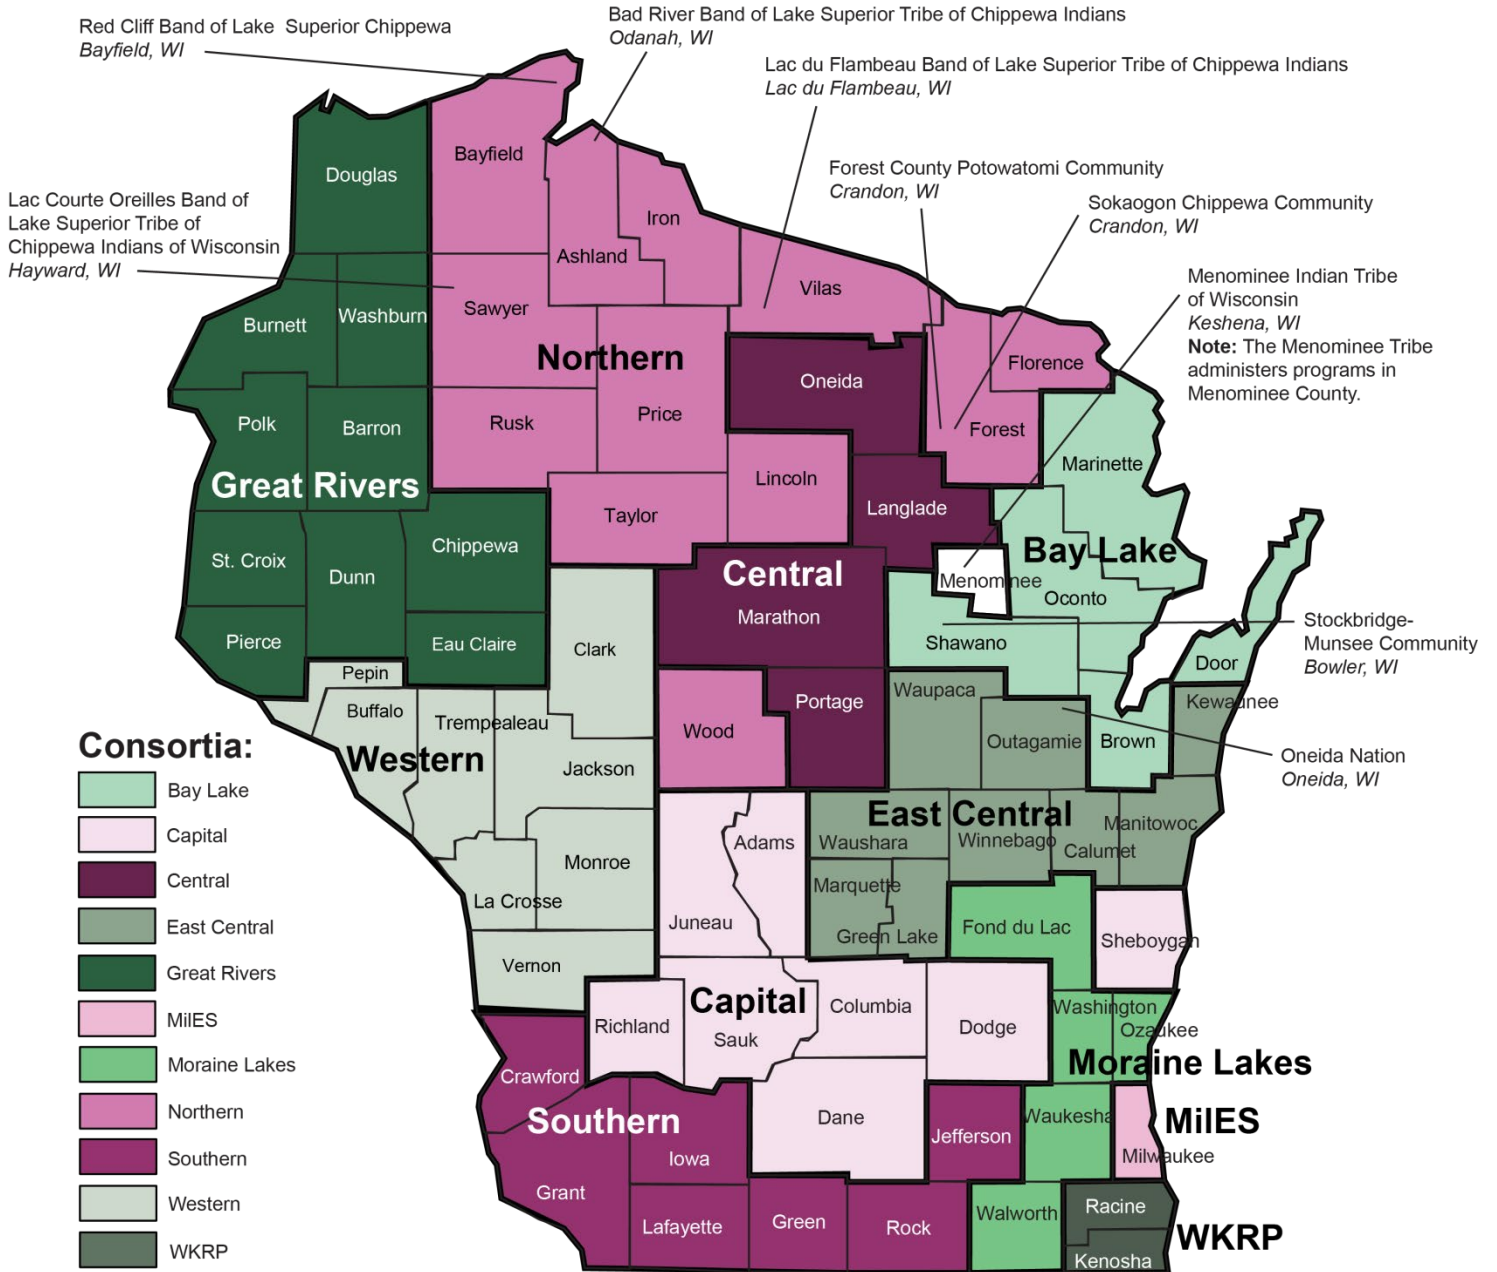 Red Cliff Band of Lake Superior Chippewa
Bayfield, WI
Bad River Band of Lake Superior Tribe of Chippewa Indians
Odanah, WI
Lac du Flambeau Band of Lake Superior Tribe of Chippewa Indians
Lac du Flambeau, WI
Forest County Potowatomi Community
Crandon, WI
Sokaogon Chippewa Community
Crandon, WI
Lac Courte Oreilles Band of
Lake Superior Tribe of
Chippewa Indians of Wisconsin
Hayward, WI
Menominee Indian Tribe
of Wisconsin
Keshena, WI
Note: The Menominee Tribe
administers programs in
Menominee County.
Douglas
Bayfield
Iron
Ashland
Vilas
Burnett
Washburn
Sawyer
Northern
Florence
Oneida
Polk
Barron
Rusk
Price
Forest
Great Rivers
Marinette
Lincoln
Langlade
Taylor
St. Croix
Dunn
Chippewa
Central
Bay Lake
Menominee
Oconto
Marathon
Pierce
Eau Claire
Clark
Shawano
Stockbridge-
Munsee Community
Bowler, WI
Door
Pepin
Buffalo
Trempealeau
Portage
Waupaca
Kewaunee
Wood
Outagamie
Brown
Oneida Nation
Oneida, WI
Western
Jackson
East Central
Adams
Waushara
Winnebago
Manitowoc
Calumet
Monroe
Marquette
La Crosse
Juneau
Green Lake
Fond du Lac
Sheboygan
Vernon
Capital
Richland
Sauk
Columbia
Dodge
Washington
Ozaukee
Moraine Lakes
Crawford
Southern
Dane
Jefferson
Waukesha
MilES
Milwaukee
Iowa
Grant
Lafayette
Green
Rock
Walworth
Racine
WKRP
Kenosha
Consortia:
Bay Lake
Capital
Central
East Central
Great Rivers
MilES
Moraine Lakes
Northern
Southern
Western
WKRP